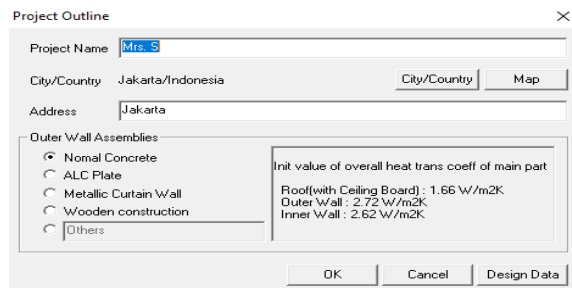 Project Outline
Project Name Mrs. S
City/Country Jakarta/Indonesia City/Country Map
Address Jakarta
Outer Wall Assemblies
Nomal Concrete
ALC Plate
Metallic Curtain Wall
Wooden construction
Others
Init value of overall heat trans coeff of main part
Roof(with Ceiling Board) : 1.66 W/m2K
Outer Wall : 2.72 W/m2K
Inner Wall : 2.62 W/m2K
OK Cancel Design Data